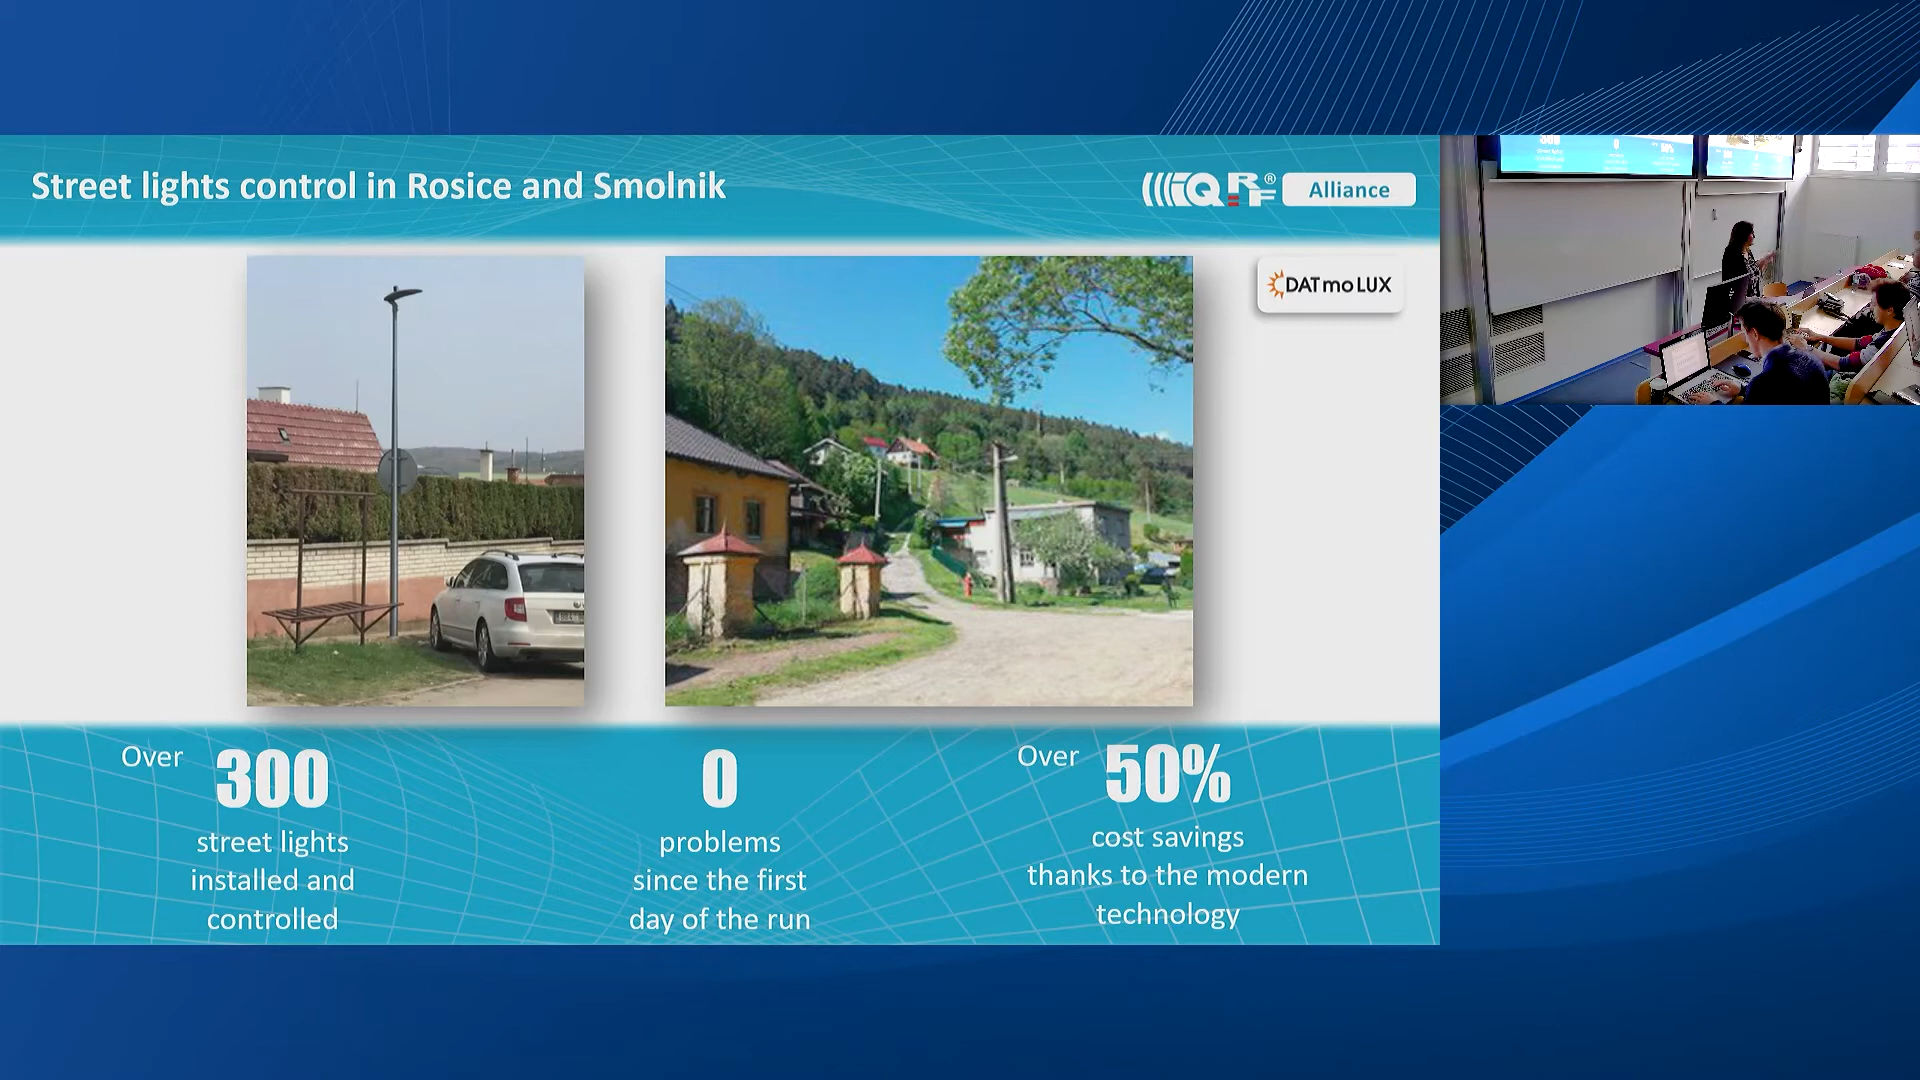 Street lights control in Rosice and Smolnik
IQRF® Alliance
DATmoLUX
Over 300
street lights
installed and
controlled
0
problems
since the first
day of the run
Over 50%
cost savings
thanks to the modern
technology